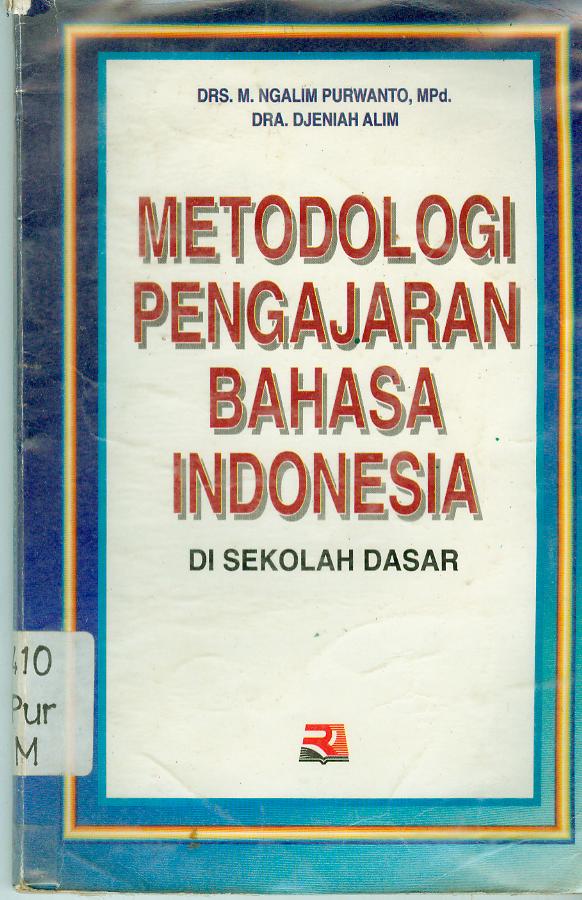 DRS. M. NGALIM PURWANTO, MPd.
DRA. DJENIAH ALIM
METODOLOGI
PENGAJARAN
BAHASA
INDONESIA
DI SEKOLAH DASAR
410
Pur
M